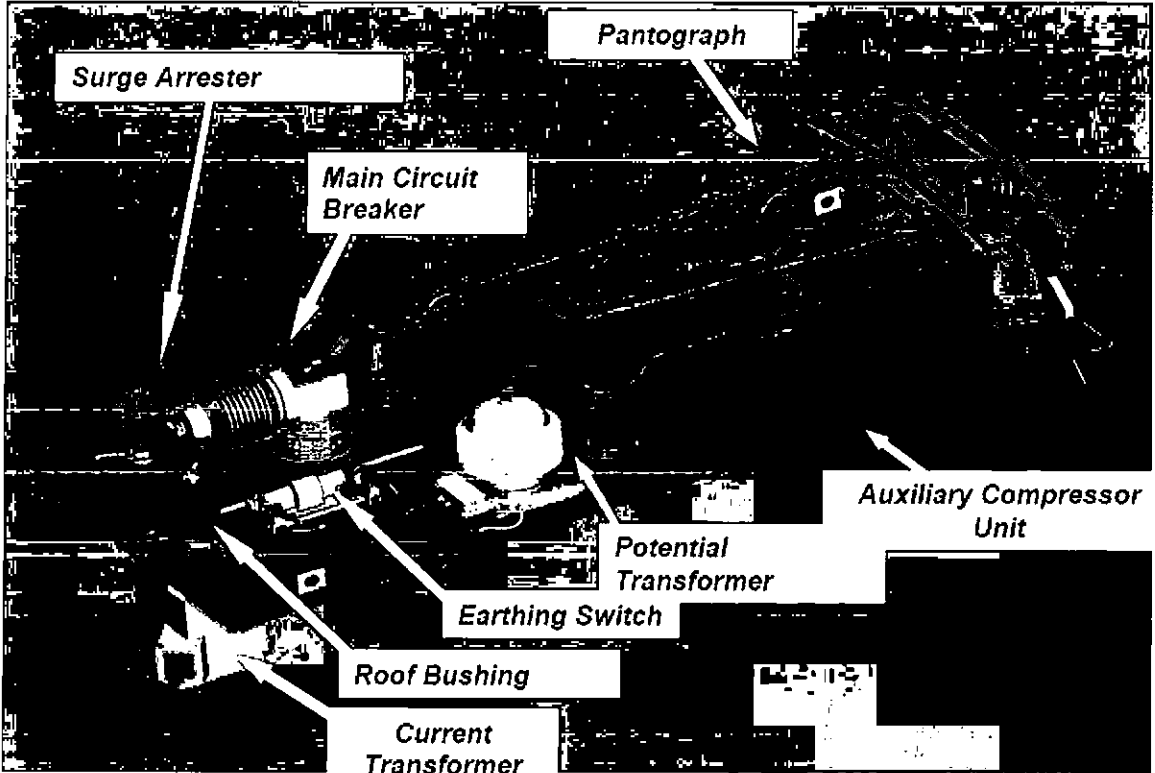 Pantograph
Surge Arrester
Main Circuit
Breaker
Auxiliary Compressor
Unit
Potential
Transformer
Earthing Switch
Roof Bushing
Current
Transformer